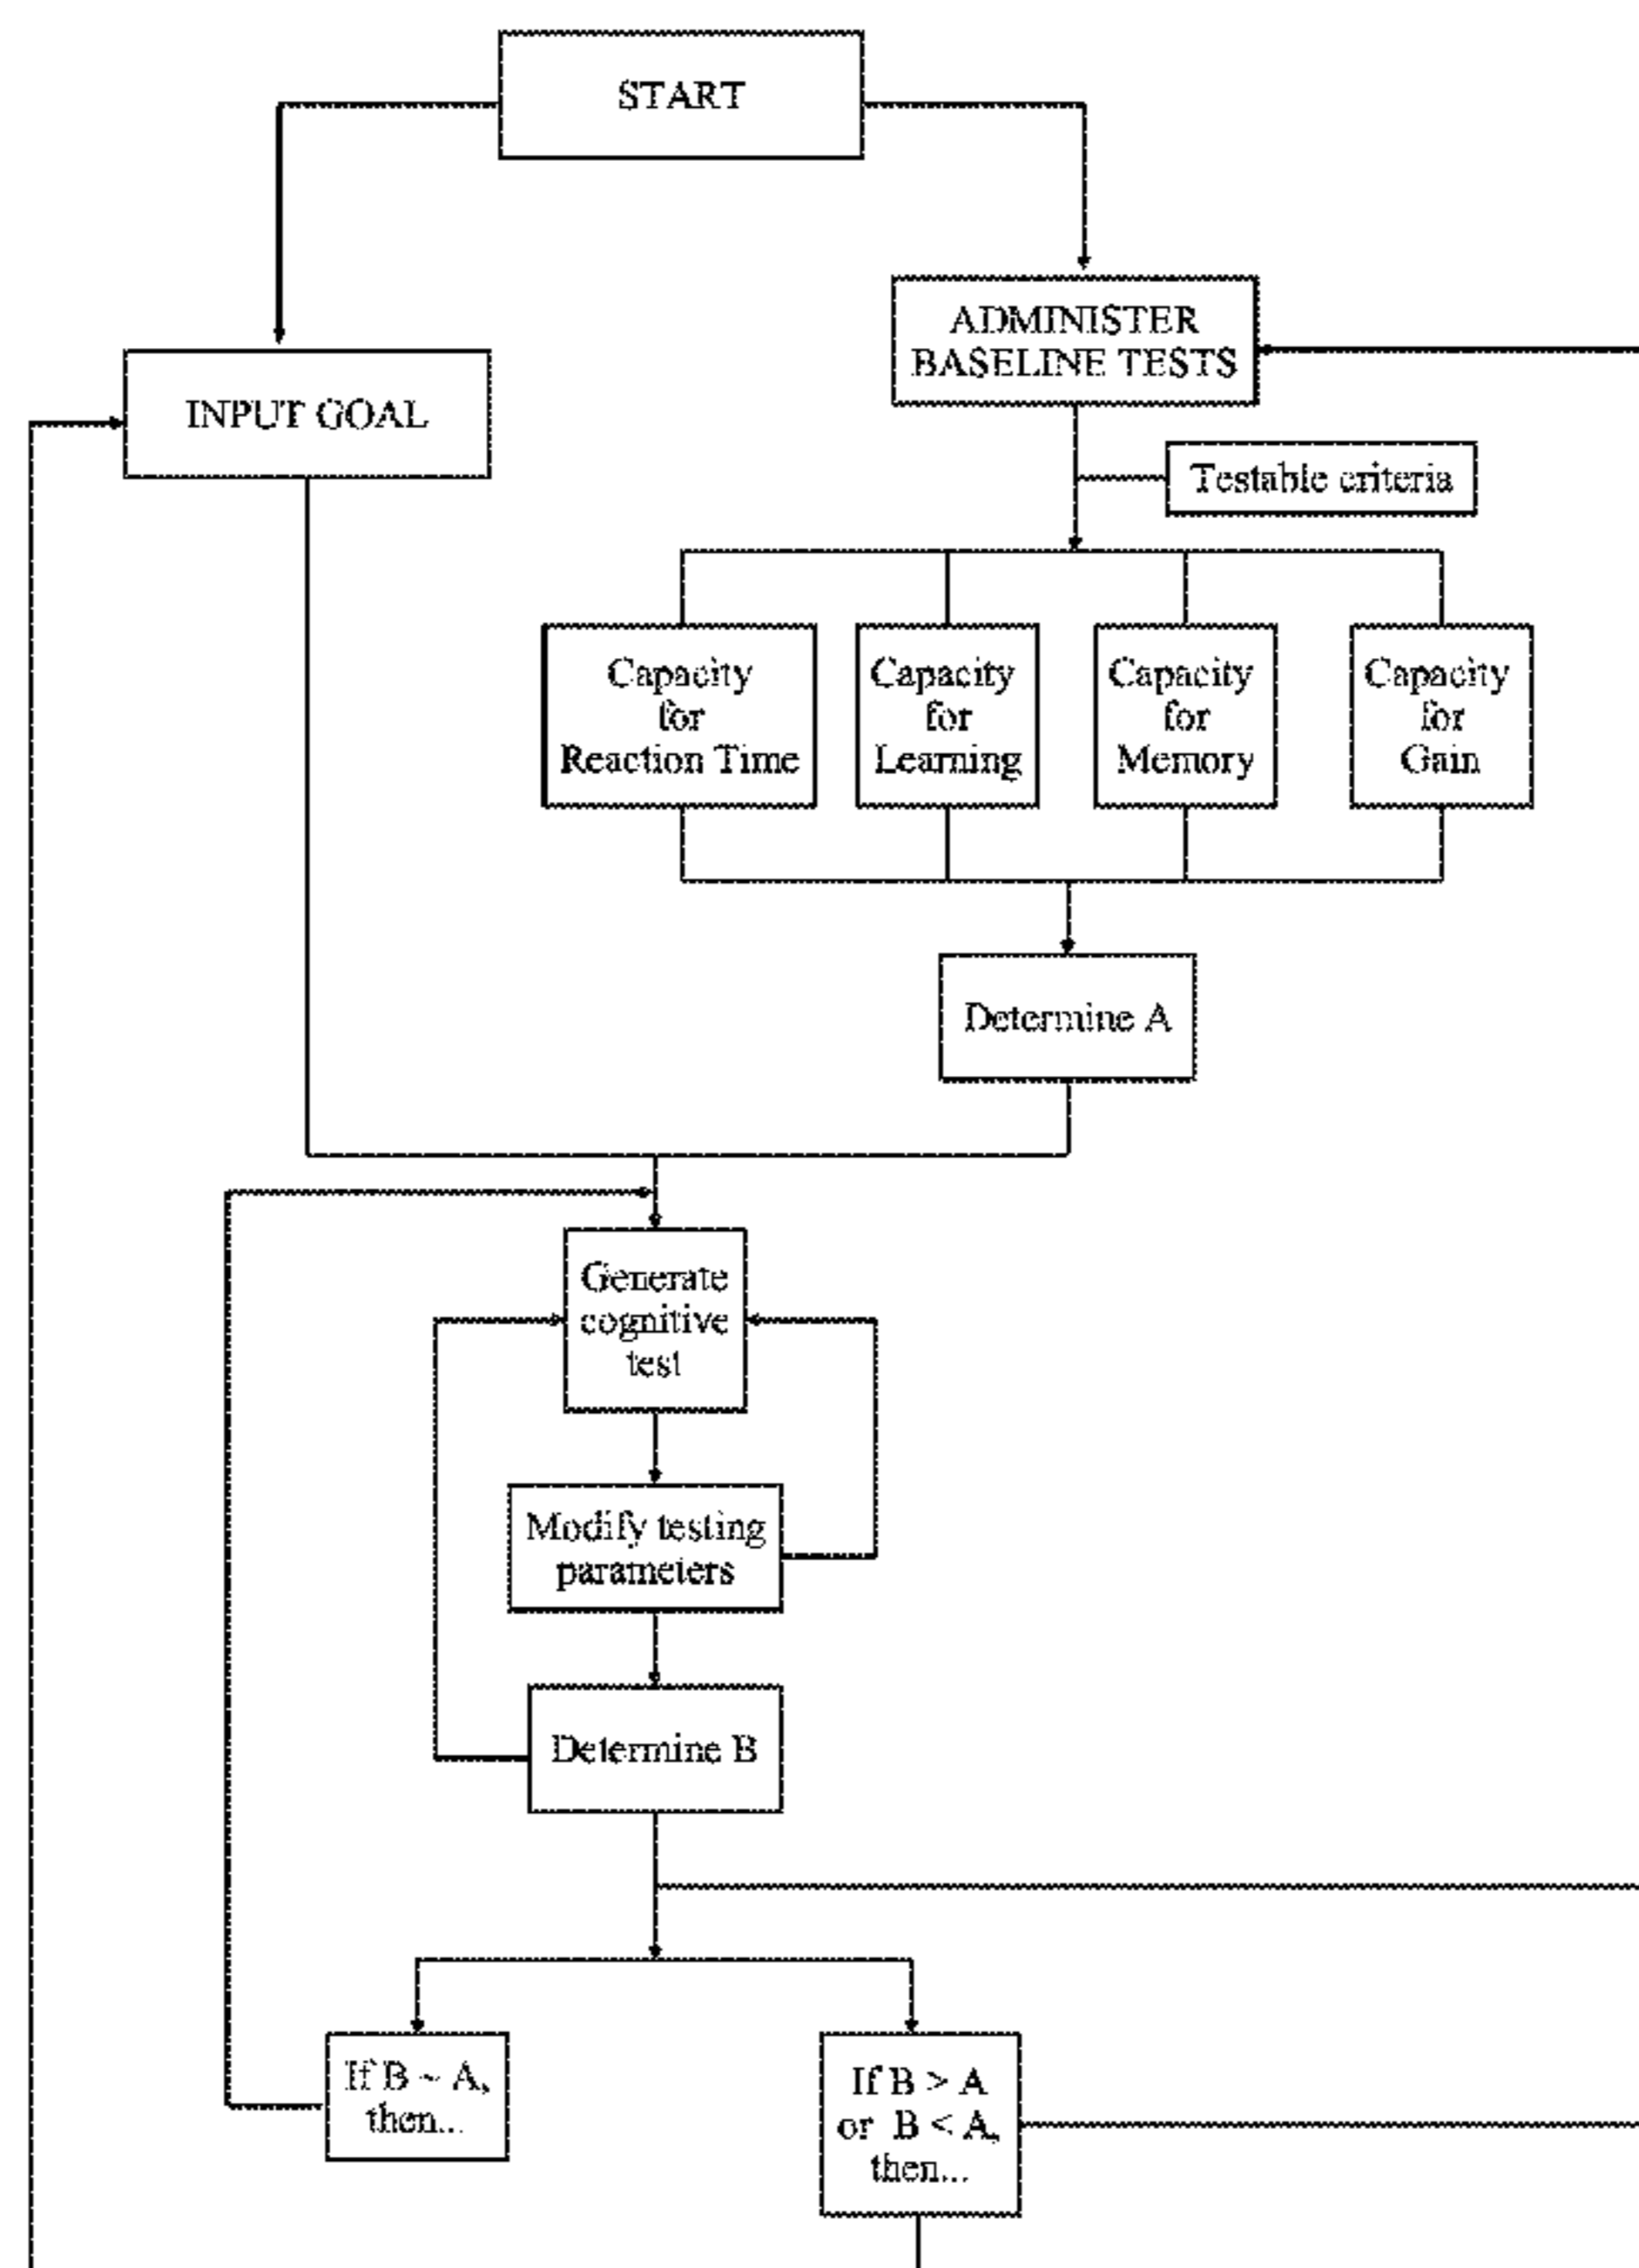 START
ADMINISTER
BASELINE TESTS
INPUT GOAL
Testable criteria
Capacity
for
Reaction Time
Capacity
for
Learning
Capacity
for
Memory
Capacity
for
Gain
Determine A
Generate
cognitive
test
Modify testing
parameters
Determine B
If B ~ A,
then...
If B > A
or B < A,
then...